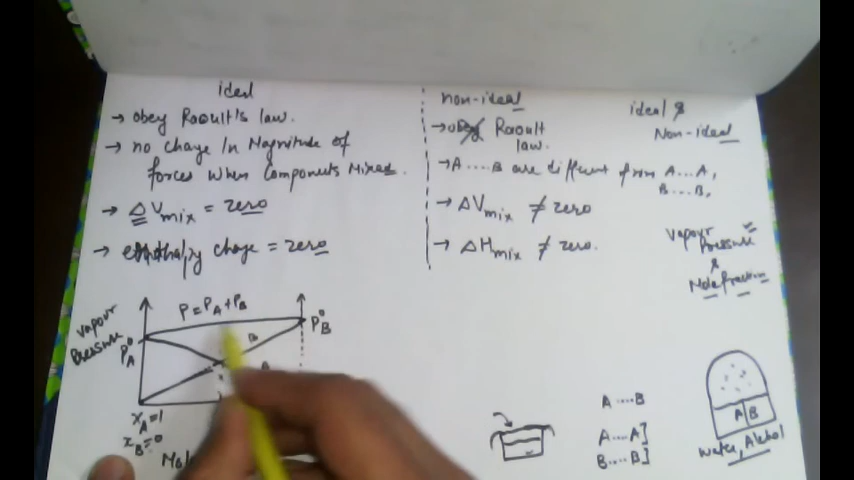 ideal
→ obey Raoult's law.
→ no change In Magnitude of
forces when components Mixed.
→ ΔVmix = zero
→ enthalpy change = zero
non-ideal
→ obey Raoult
law.
→ A....B are different from A...A,
B...B,
→ ΔVmix ≠ zero
→ ΔHmix ≠ zero.
ideal &
Non-ideal
vapour
Pressure
&
Mole fraction
vapour
Pressure
P = PA + PB
P°A
P°B
B
A
xA = 1
xB = 0
Mol
A....B
A....A]
B....B]
A B
water, Alcohol